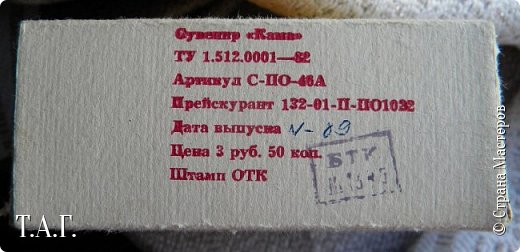 Сувенир «Кама»
ТУ 1.512.0001—82
Артикул С-ПО-46А
Прейскурант 132-01-П-ПО1032
Дата выпуска V-89
Цена 3 руб. 50 коп.
Штамп ОТК
БТК
Т.А.Г.
© Страна Мастеров